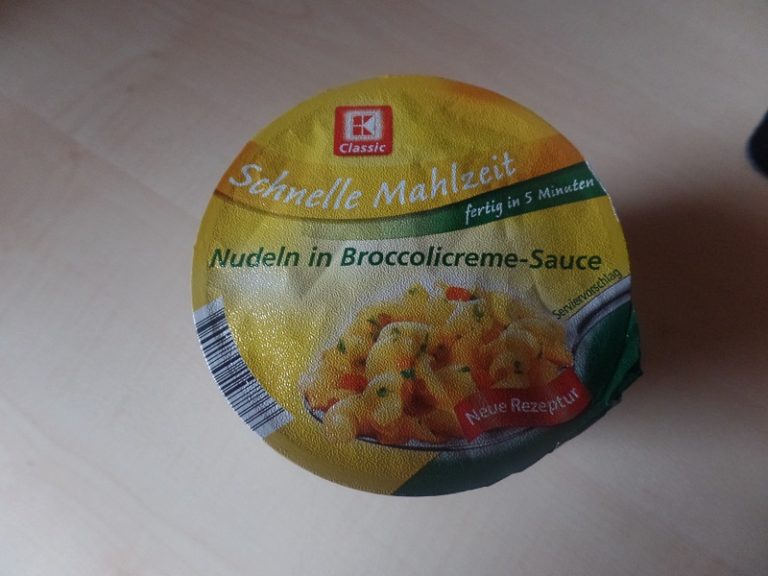 K
Classic
Schnelle Mahlzeit
fertig in 5 Minuten
Nudeln in Broccolicreme-Sauce
Serviervorschlag
Neue Rezeptur